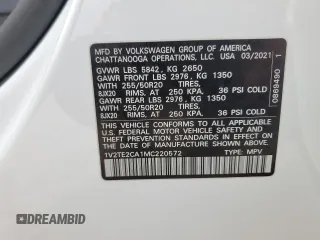 MFD BY VOLKSWAGEN GROUP OF AMERICA
CHATTANOOGA OPERATIONS, LLC. USA 03/2021
GVWR LBS 5842, KG 2650
GAWR FRONT LBS 2976, KG 1350
WITH 255/50R20 TIRES,
8JX20 RIMS, AT 250 KPA, 36 PSI COLD
GAWR REAR LBS 2976, KG 1350
WITH 255/50R20 TIRES,
8JX20 RIMS, AT 250 KPA, 36 PSI COLD
THIS VEHICLE CONFORMS TO ALL APPLICABLE
FEDERAL MOTOR VEHICLE SAFETY AND
THEFT PREVENTION STANDARDS IN EFFECT ON
THE DATE OF MANUFACTURE SHOWN ABOVE.
1V2TE2CA1MC220572 TYPE: MPV
0869490 1
OTOBID.COM
© DREAMBID